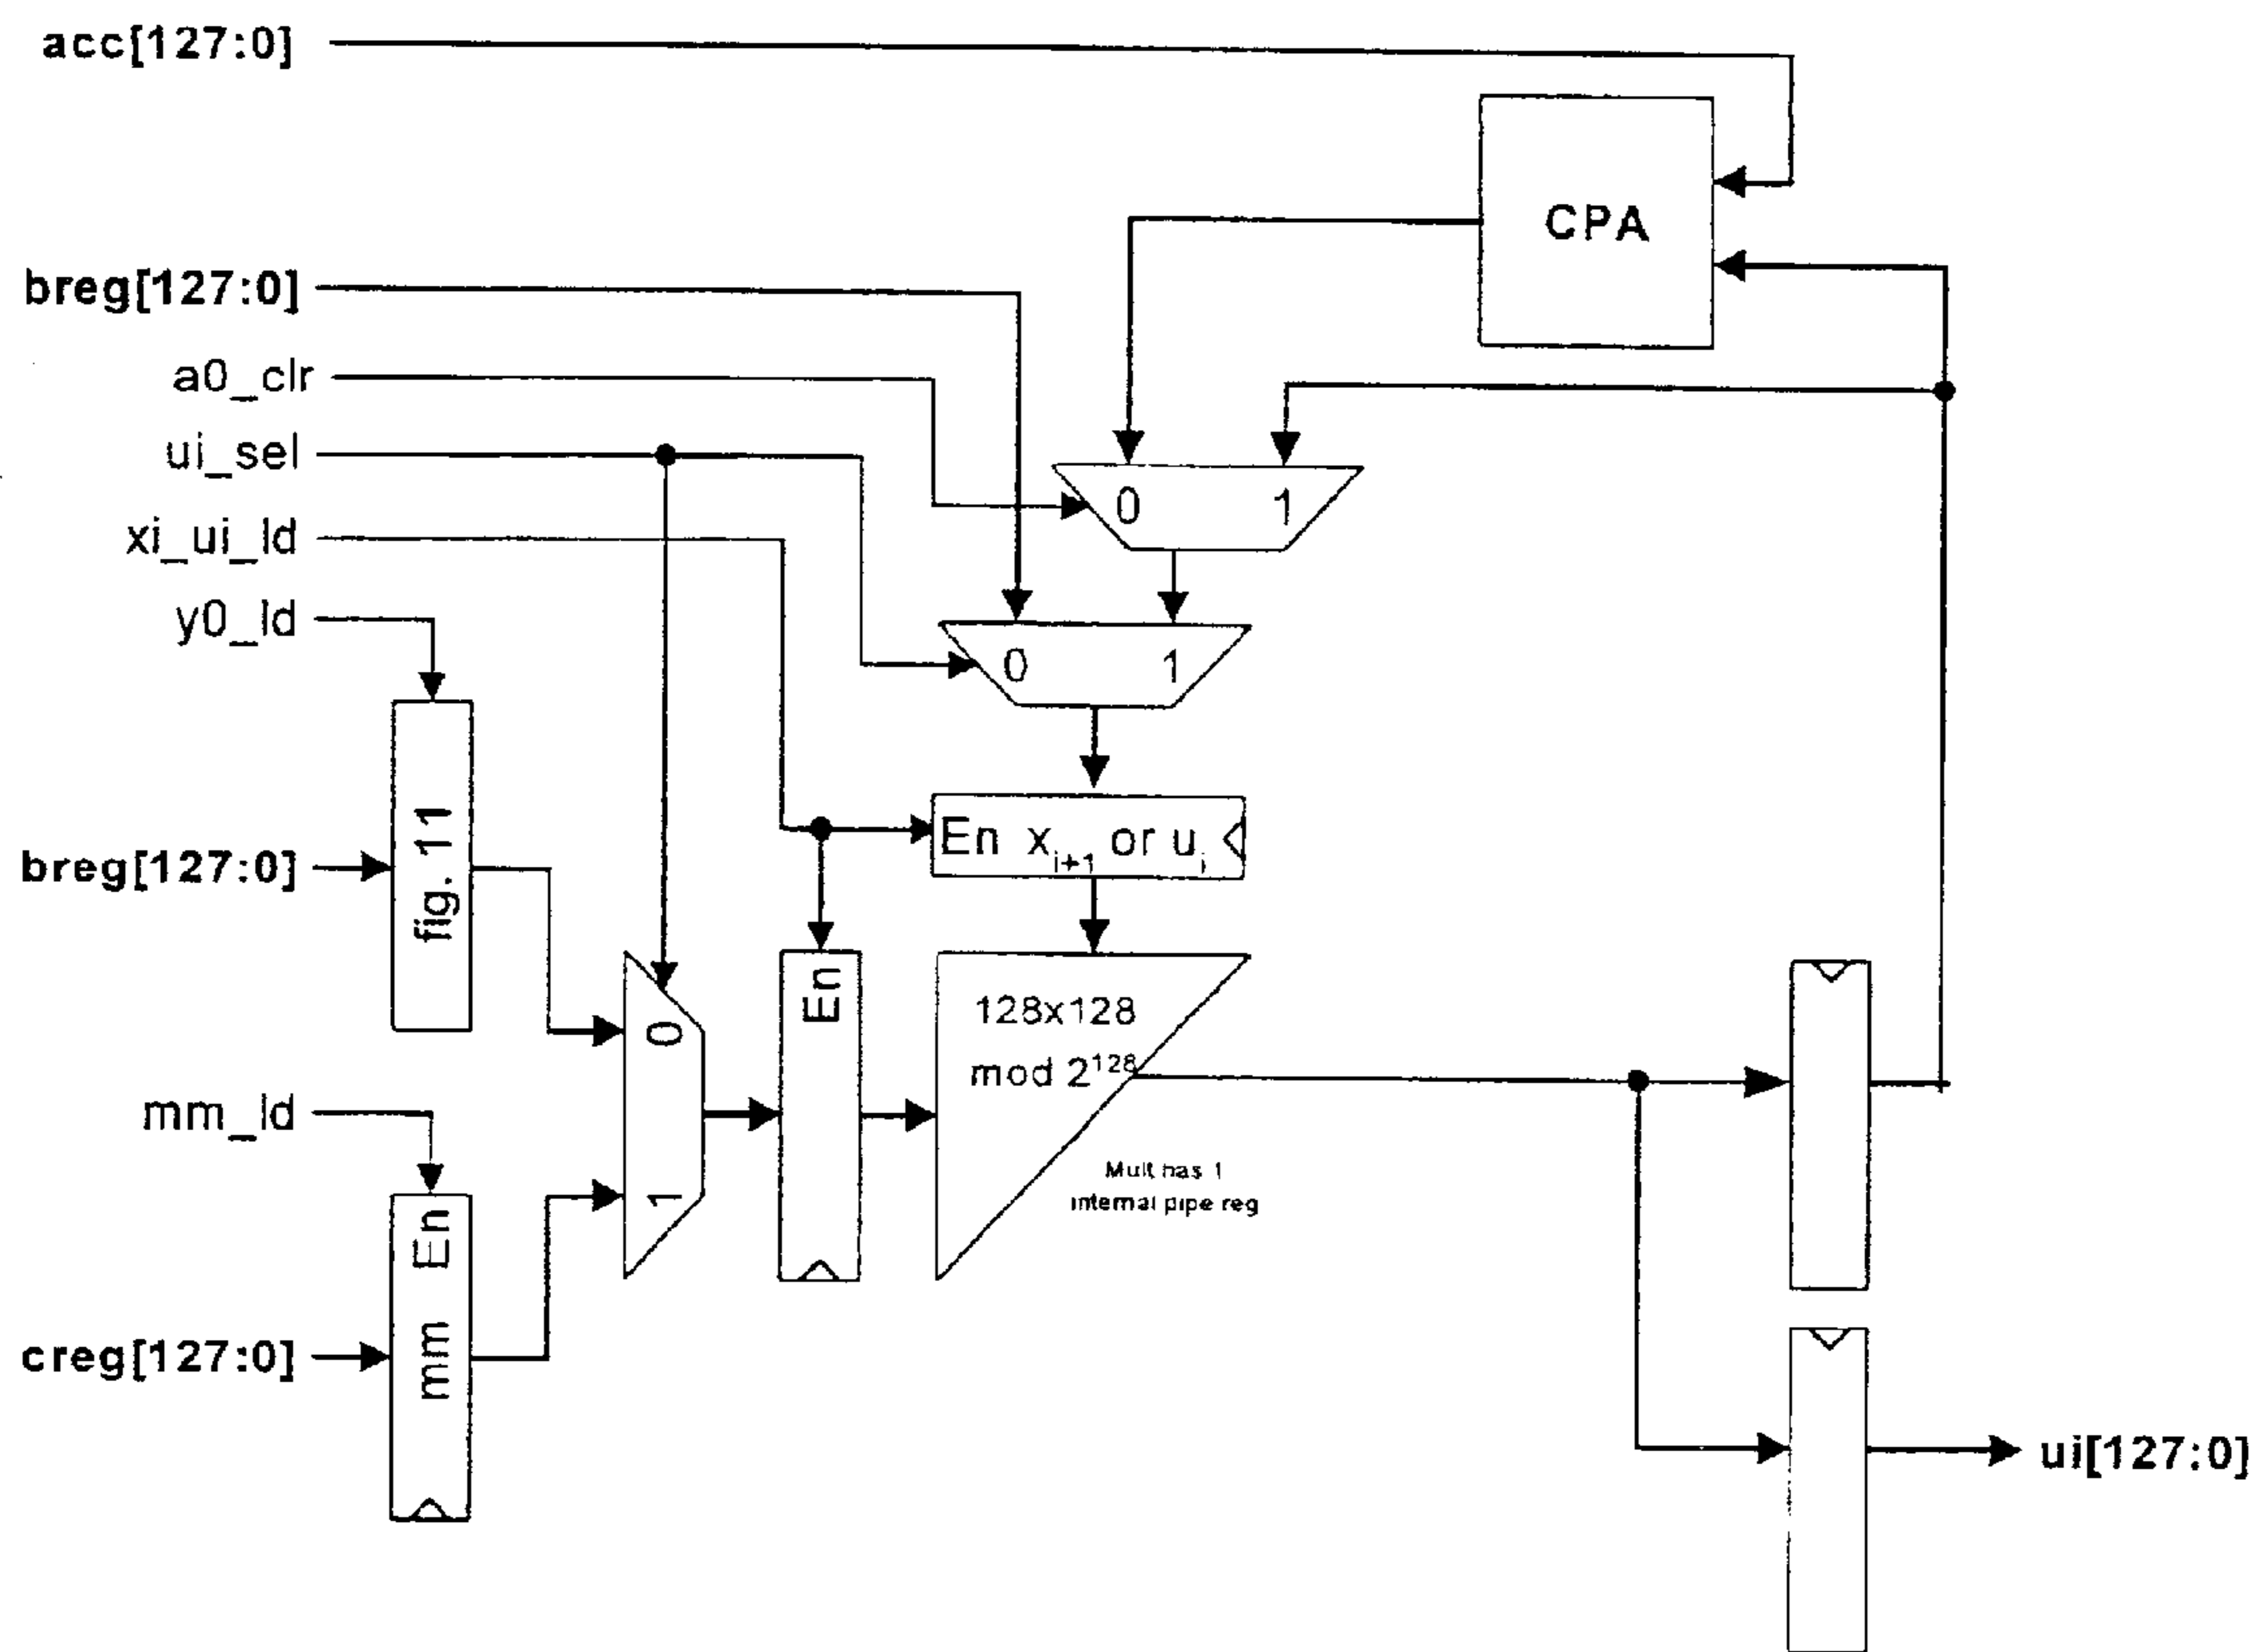 acc[127:0]
CPA
breg[127:0]
a0_clr
ui_sel
xi_ui_ld
y0_ld
0 1
0 1
fig. 11
breg[127:0]
En x_{i+1} or u_i
0
1
En
128x128
mod 2^{128}
Mult has 1
internal pipe reg
mm_ld
mm En
creg[127:0]
ui[127:0]